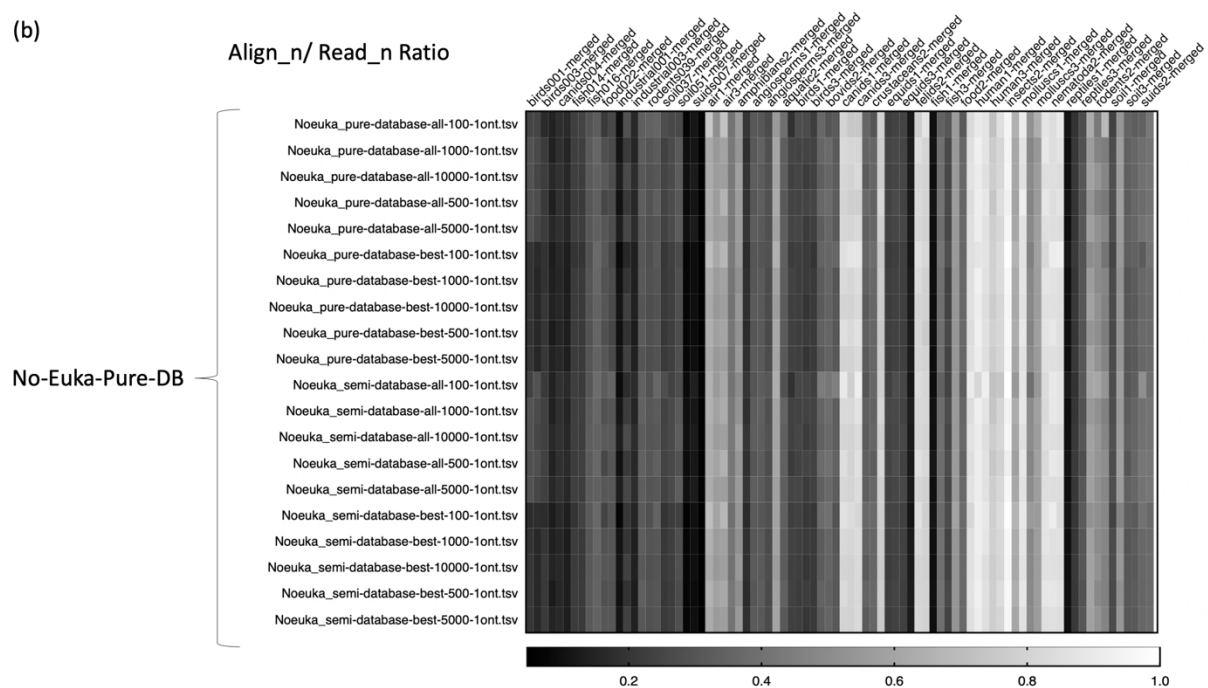 (b)
Align_n/ Read_n Ratio
birds001-merged
birds003-merged
canids004-merged
fish014-merged
fish016-merged
food022-merged
industrial001-merged
industrial003-merged
rodents039-merged
soil027-merged
soil051-merged
suids007-merged
air1-merged
air3-merged
amphibians2-merged
angiosperms1-merged
angiosperms3-merged
aquatic2-merged
birds1-merged
birds3-merged
bovids2-merged
canids1-merged
canids3-merged
crustaceans2-merged
equids1-merged
equids3-merged
felids2-merged
fish1-merged
fish3-merged
food2-merged
human1-merged
human3-merged
insects2-merged
molluscs1-merged
molluscs3-merged
nematoda2-merged
reptiles1-merged
reptiles3-merged
rodents2-merged
soil1-merged
soil3-merged
suids2-merged
No-Euka-Pure-DB
Noeuka_pure-database-all-100-1ont.tsv
Noeuka_pure-database-all-1000-1ont.tsv
Noeuka_pure-database-all-10000-1ont.tsv
Noeuka_pure-database-all-500-1ont.tsv
Noeuka_pure-database-all-5000-1ont.tsv
Noeuka_pure-database-best-100-1ont.tsv
Noeuka_pure-database-best-1000-1ont.tsv
Noeuka_pure-database-best-10000-1ont.tsv
Noeuka_pure-database-best-500-1ont.tsv
Noeuka_pure-database-best-5000-1ont.tsv
Noeuka_semi-database-all-100-1ont.tsv
Noeuka_semi-database-all-1000-1ont.tsv
Noeuka_semi-database-all-10000-1ont.tsv
Noeuka_semi-database-all-500-1ont.tsv
Noeuka_semi-database-all-5000-1ont.tsv
Noeuka_semi-database-best-100-1ont.tsv
Noeuka_semi-database-best-1000-1ont.tsv
Noeuka_semi-database-best-10000-1ont.tsv
Noeuka_semi-database-best-500-1ont.tsv
Noeuka_semi-database-best-5000-1ont.tsv
0.2 0.4 0.6 0.8 1.0